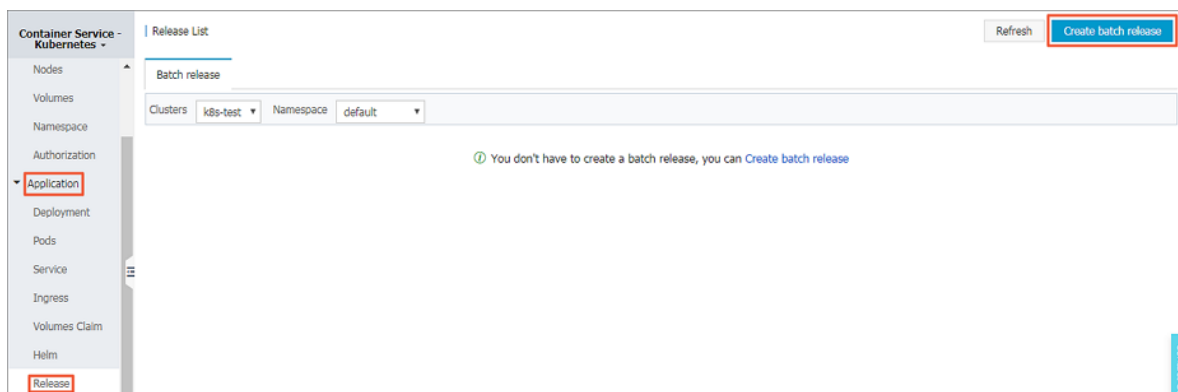 Container Service -
Kubernetes
Nodes
Volumes
Namespace
Authorization
Application
Deployment
Pods
Service
Ingress
Volumes Claim
Helm
Release
Release List
Refresh
Create batch release
Batch release
Clusters k8s-test Namespace default
You don't have to create a batch release, you can Create batch release